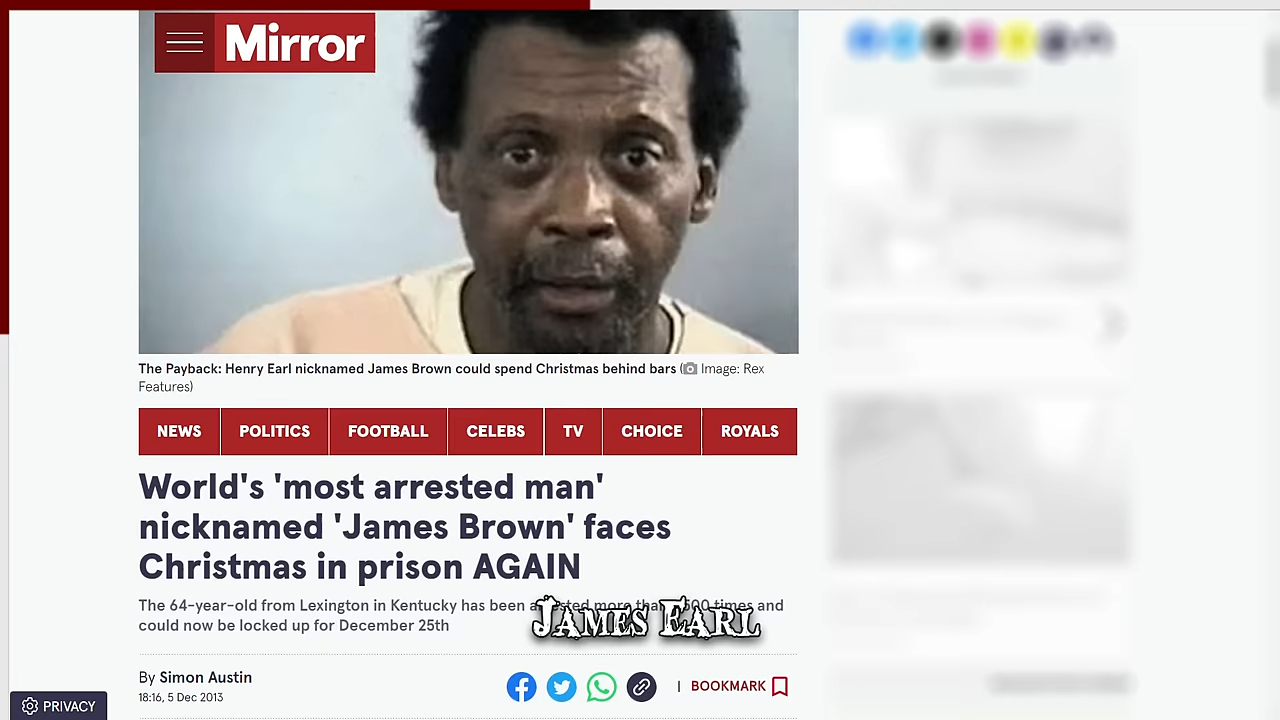 Mirror
The Payback: Henry Earl nicknamed James Brown could spend Christmas behind bars (Image: Rex
Features)
NEWS POLITICS FOOTBALL CELEBS TV CHOICE ROYALS
World's 'most arrested man'
nicknamed 'James Brown' faces
Christmas in prison AGAIN
The 64-year-old from Lexington in Kentucky has been more times and
James Earl
could now be locked up for December 25th
By Simon Austin
18:16, 5 Dec 2013
| BOOKMARK
PRIVACY